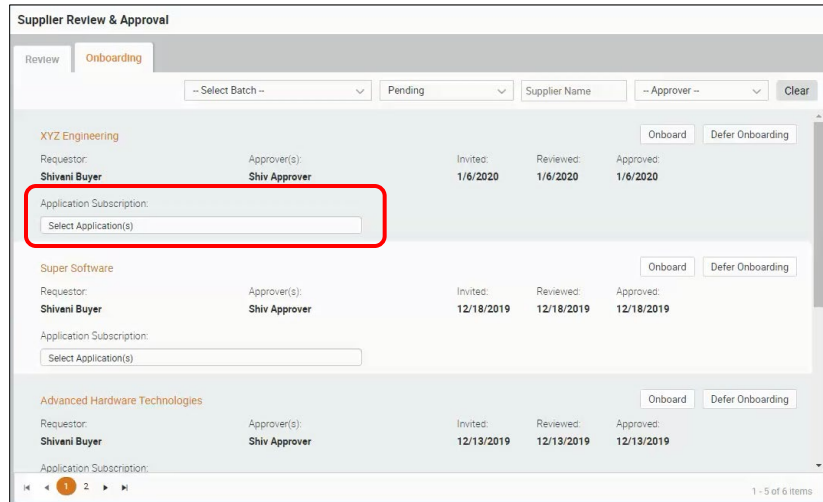 Supplier Review & Approval
Review Onboarding
-- Select Batch -- Pending Supplier Name -- Approver -- Clear
XYZ Engineering Onboard Defer Onboarding
Requestor: Approver(s): Invited: Reviewed: Approved:
Shivani Buyer Shiv Approver 1/6/2020 1/6/2020 1/6/2020
Application Subscription:
Select Application(s)
Super Software Onboard Defer Onboarding
Requestor: Approver(s): Invited: Reviewed: Approved:
Shivani Buyer Shiv Approver 12/18/2019 12/18/2019 12/18/2019
Application Subscription:
Select Application(s)
Advanced Hardware Technologies Onboard Defer Onboarding
Requestor: Approver(s): Invited: Reviewed: Approved:
Shivani Buyer Shiv Approver 12/13/2019 12/13/2019 12/13/2019
Application Subscription:
1 2 1 - 5 of 6 items